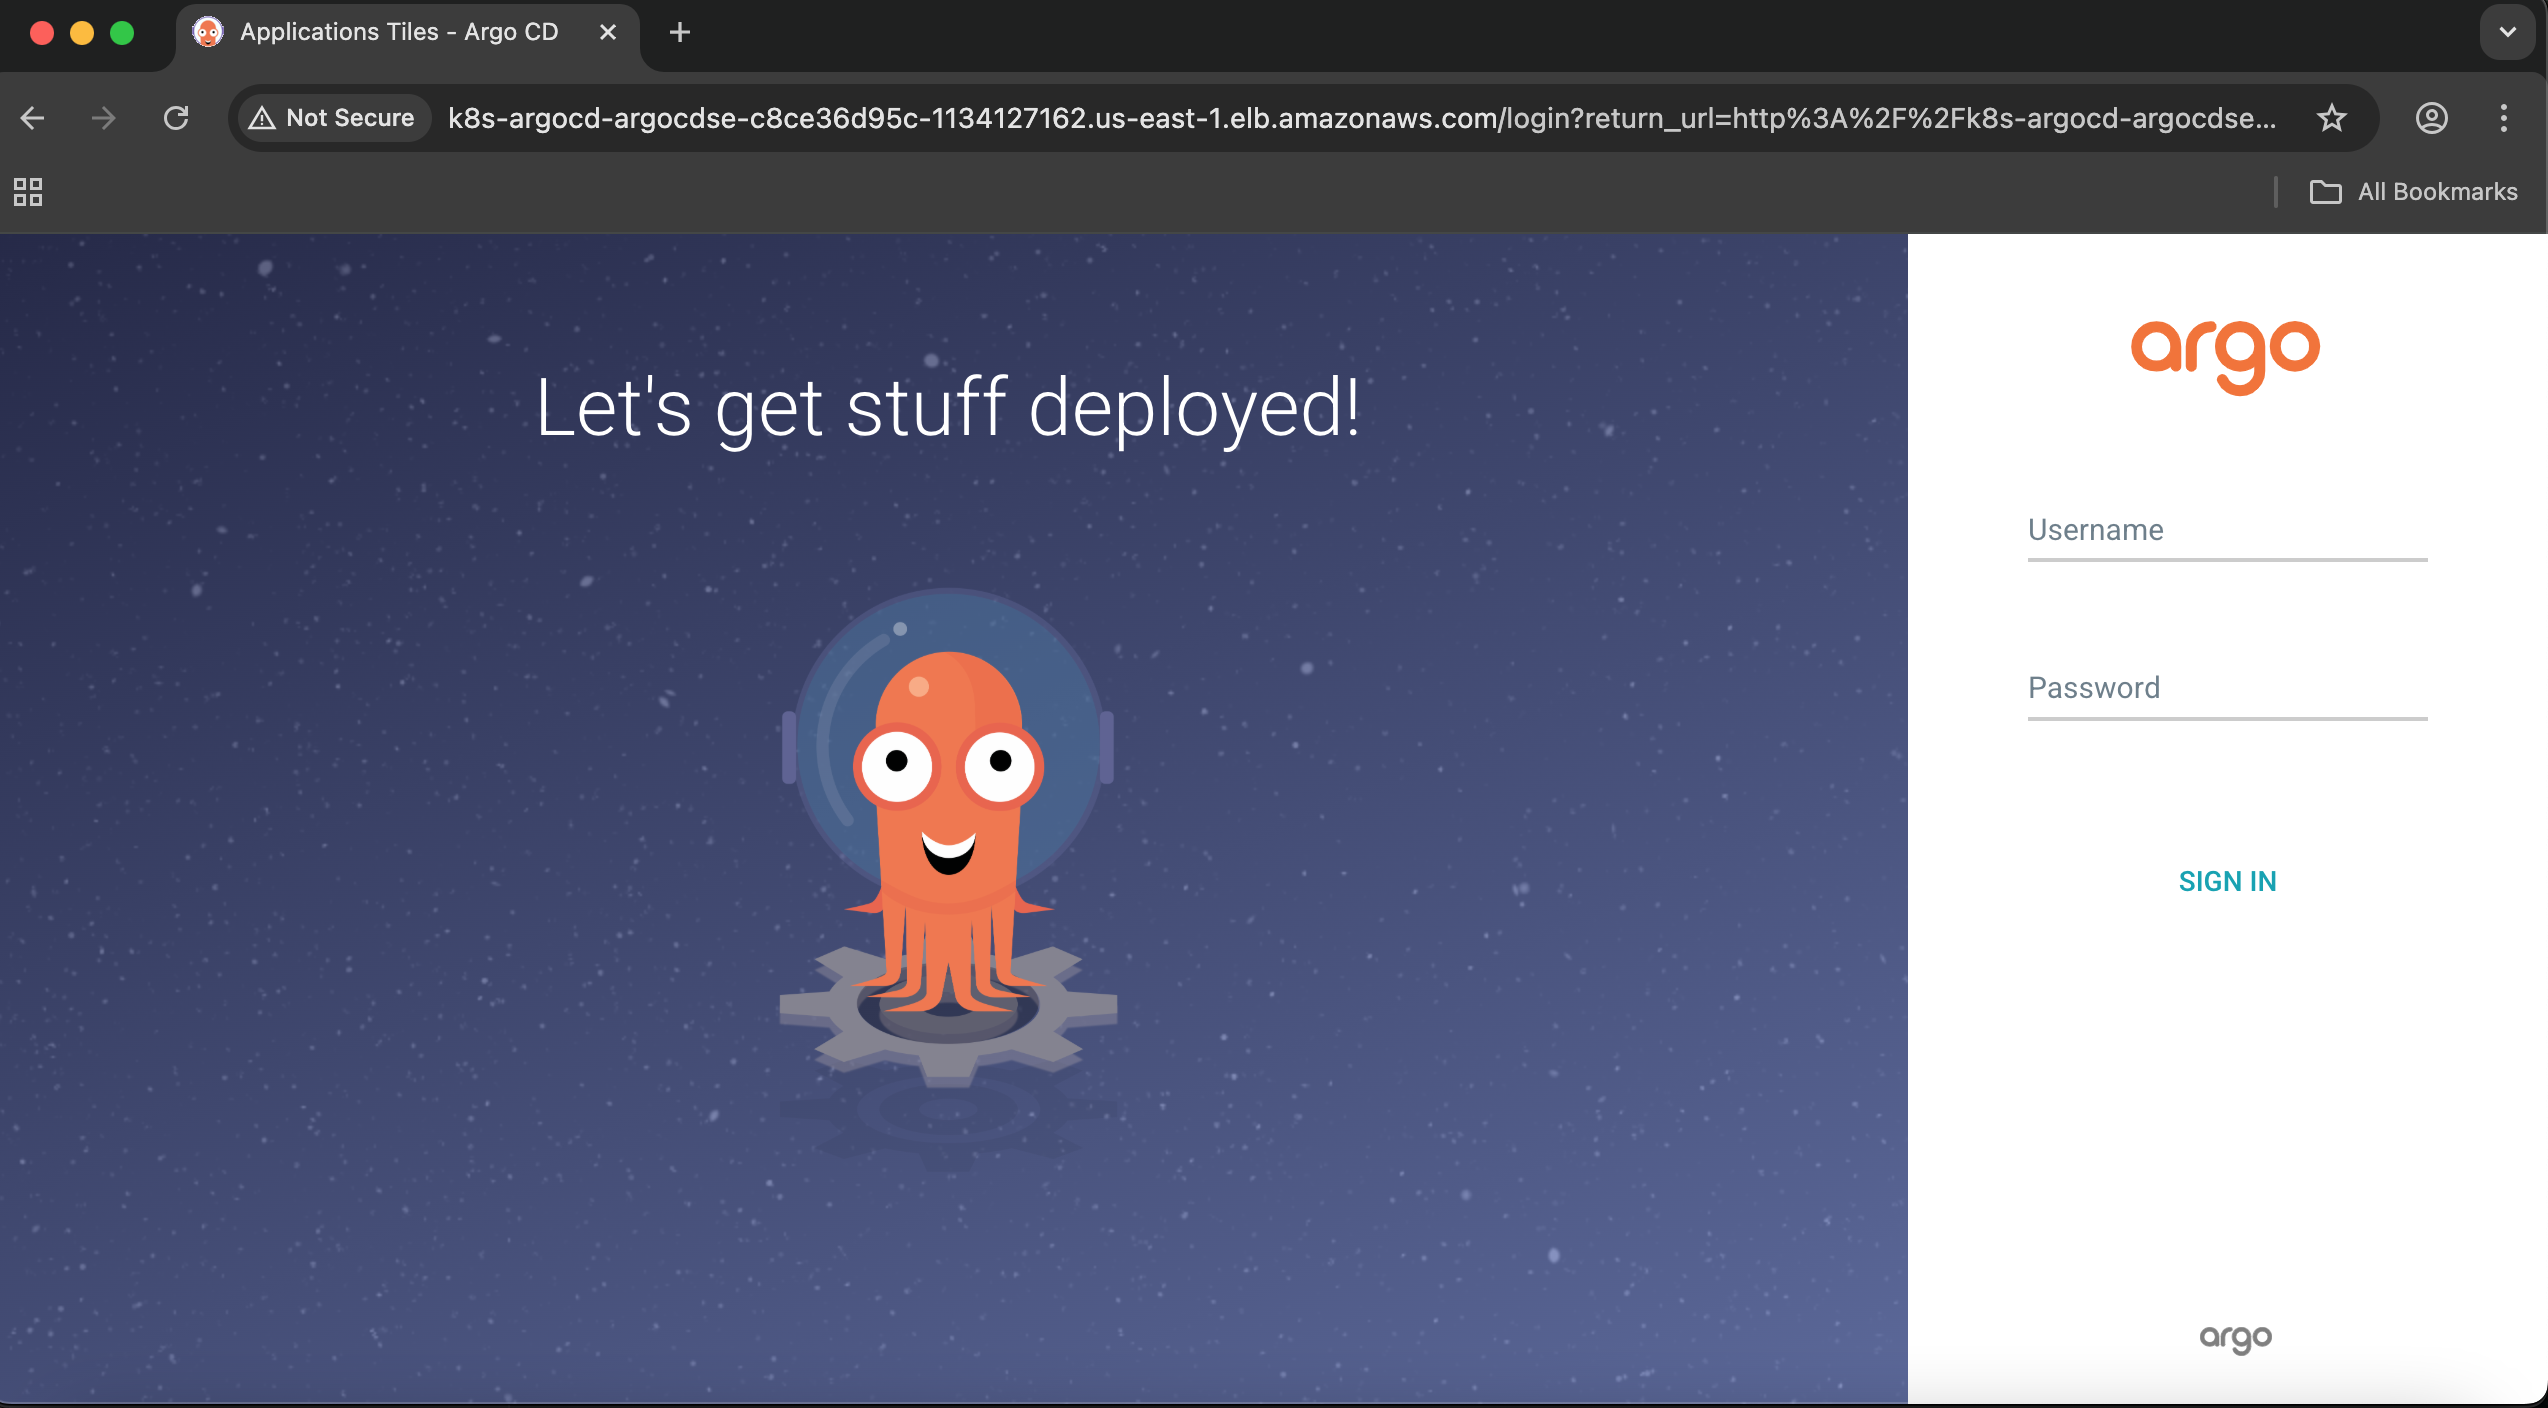 Applications Tiles - Argo CD
Not Secure
k8s-argocd-argocdse-c8ce36d95c-1134127162.us-east-1.elb.amazonaws.com/login?return_url=http%3A%2F%2Fk8s-argocd-argocdse...
All Bookmarks
Let's get stuff deployed!
argo
Username
Password
SIGN IN
argo